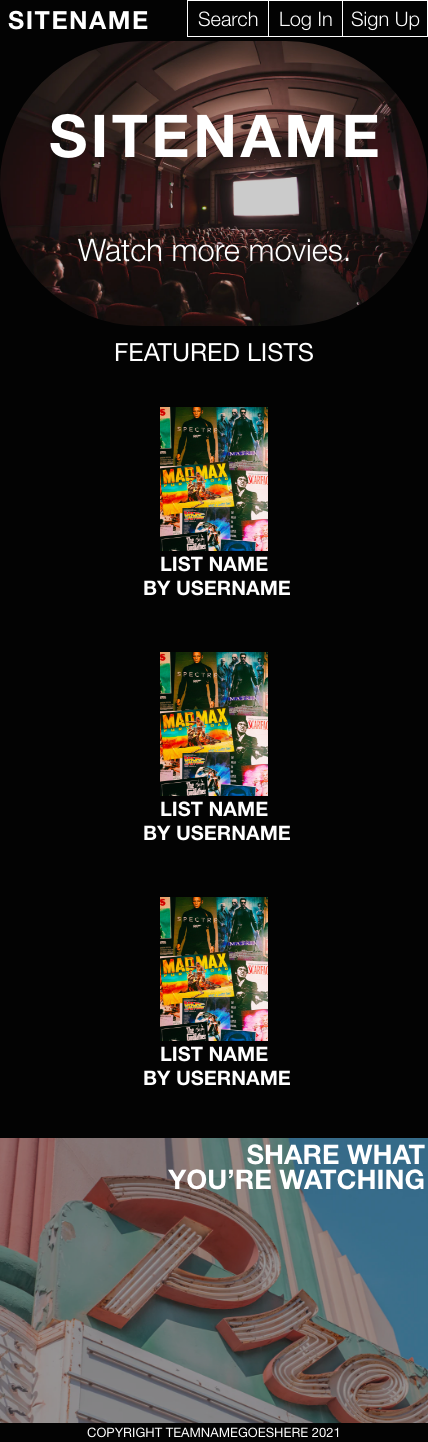 SITENAME Search Log In Sign Up
SITENAME
Watch more movies.
FEATURED LISTS
SPECTRE
MATRIX
MAD MAX
SCARFACE
LIST NAME
BY USERNAME
SPECTRE
MATRIX
MAD MAX
SCARFACE
LIST NAME
BY USERNAME
SPECTRE
MATRIX
MAD MAX
SCARFACE
LIST NAME
BY USERNAME
SHARE WHAT
YOU’RE WATCHING
COPYRIGHT TEAMNAMEGOESHERE 2021